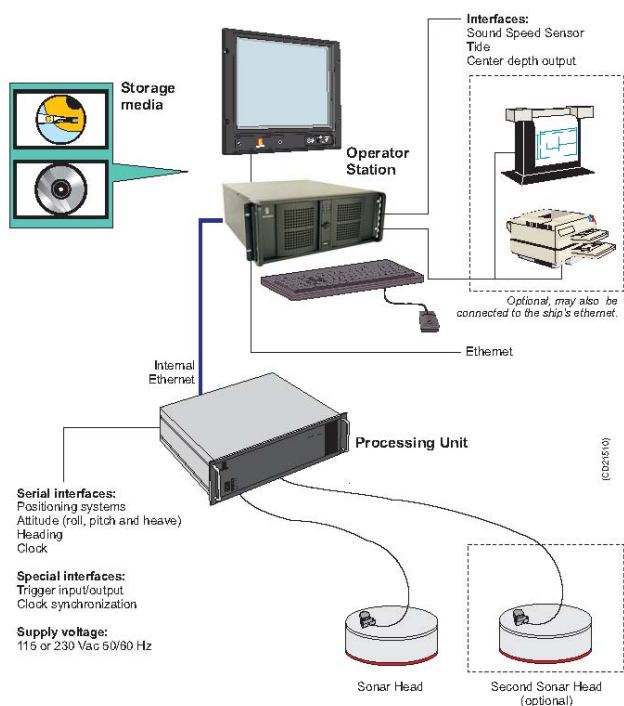 Interfaces:
Sound Speed Sensor
Tide
Center depth output
Storage
media
Operator
Station
Optional, may also be
connected to the ship's ethernet.
Ethernet
Internal
Ethernet
Processing Unit
(CD21510)
Serial interfaces:
Positioning systems
Attitude (roll, pitch and heave)
Heading
Clock
Special interfaces:
Trigger input/output
Clock synchronization
Supply voltage:
115 or 230 Vac 50/60 Hz
Sonar Head
Second Sonar Head
(optional)